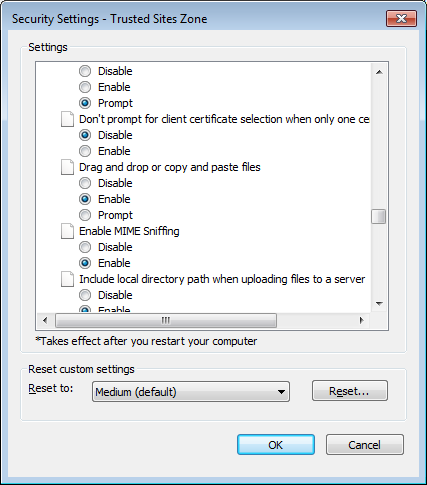 Security Settings - Trusted Sites Zone
Settings
Disable
Enable
Prompt
Don't prompt for client certificate selection when only one ce
Disable
Enable
Drag and drop or copy and paste files
Disable
Enable
Prompt
Enable MIME Sniffing
Disable
Enable
Include local directory path when uploading files to a server
Disable
Enable
*Takes effect after you restart your computer
Reset custom settings
Reset to: Medium (default) Reset...
OK Cancel